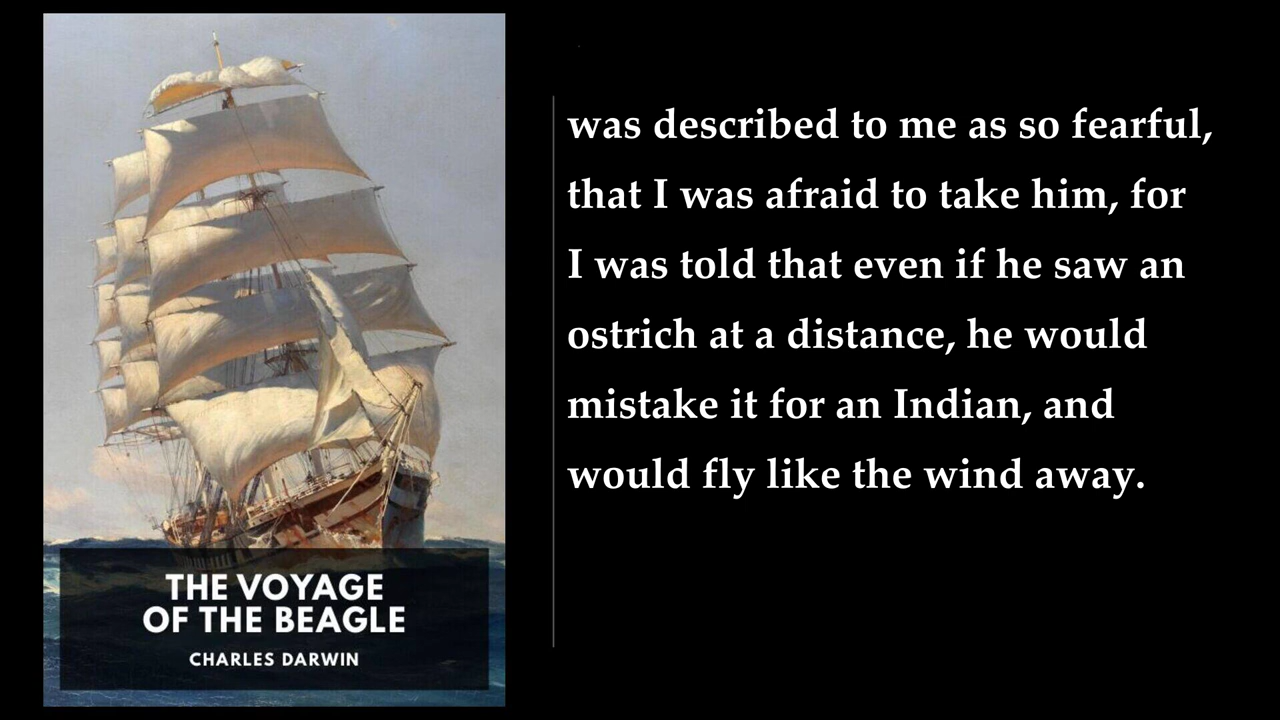 THE VOYAGE
OF THE BEAGLE
CHARLES DARWIN
was described to me as so fearful,
that I was afraid to take him, for
I was told that even if he saw an
ostrich at a distance, he would
mistake it for an Indian, and
would fly like the wind away.